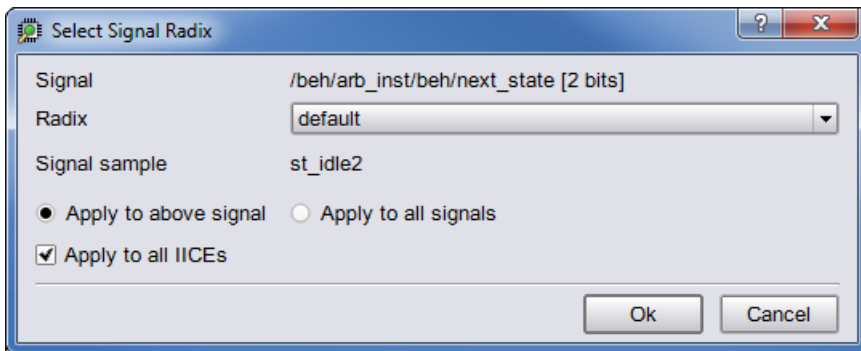 Select Signal Radix
Signal /beh/arb_inst/beh/next_state [2 bits]
Radix default
Signal sample st_idle2
Apply to above signal Apply to all signals
Apply to all IICEs
Ok Cancel